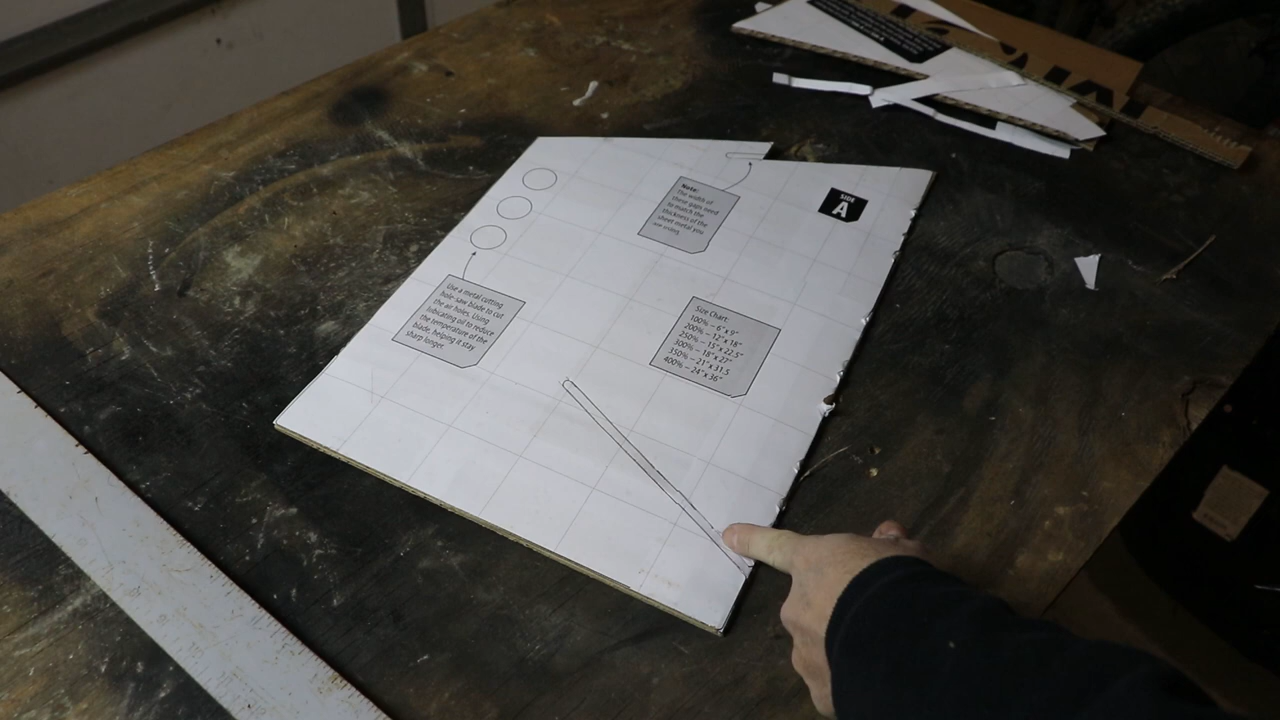 Note:
The width of
these gaps need
to match the
thickness of the
sheet metal you
are using.
SIDE
A
Use a metal cutting
hole-saw blade to cut
the air holes. Using
lubricating oil to reduce
the temperature of the
blade, helping it stay
sharp longer.
Size Chart:
100% – 6"x 9"
200% – 12"x 18"
250% – 15"x 22.5"
300% – 18"x 27"
350% – 21"x 31.5
400% – 24"x 36"